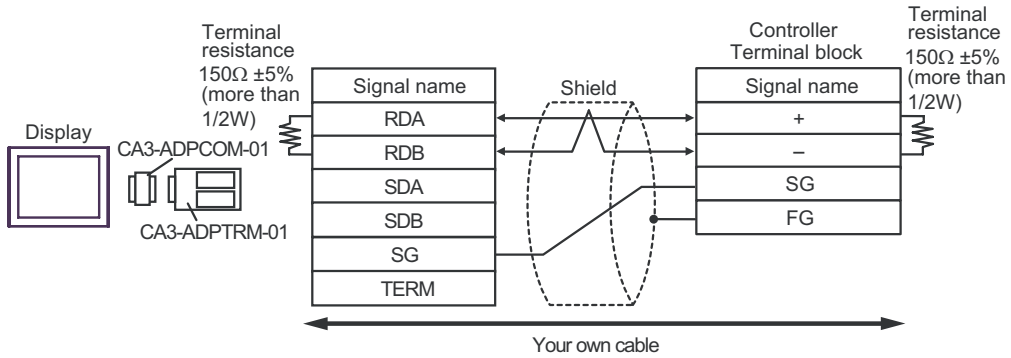 Terminal
resistance
150Ω ±5%
(more than
1/2W)
Controller
Terminal block
Terminal
resistance
150Ω ±5%
(more than
1/2W)
Signal name
RDA
RDB
SDA
SDB
SG
TERM
Shield
Signal name
+
–
SG
FG
Display
CA3-ADPCOM-01
CA3-ADPTRM-01
Your own cable